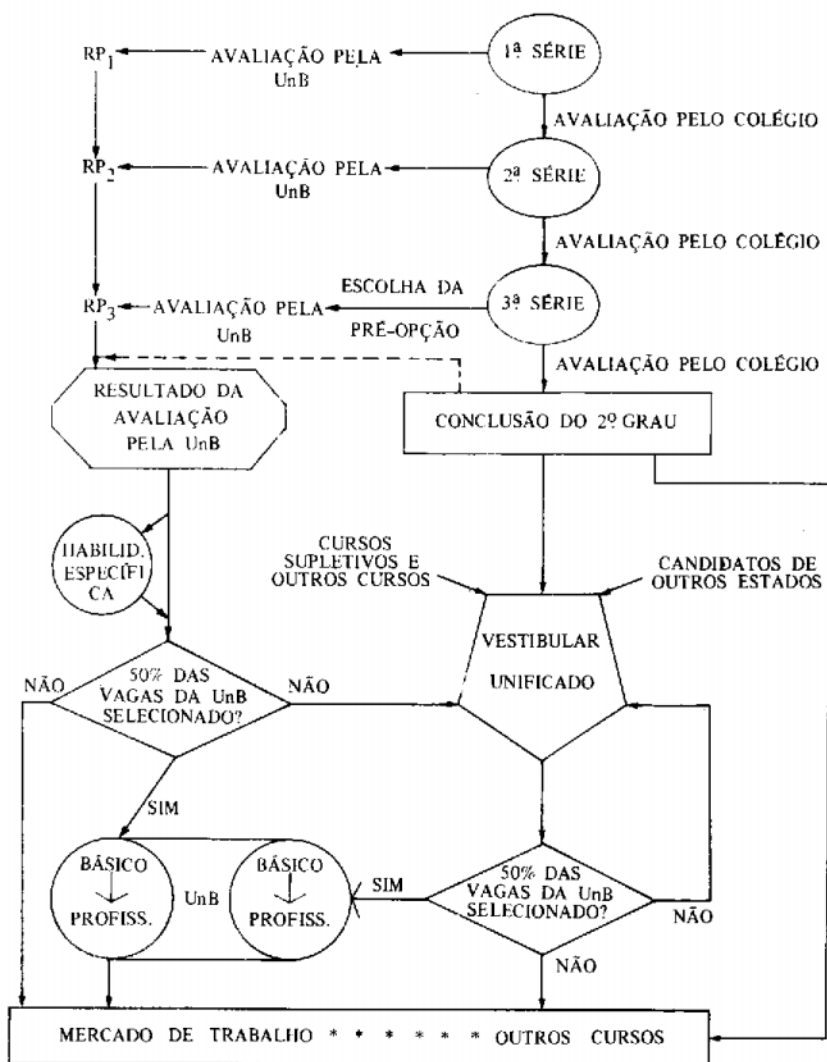 RP1
AVALIAÇÃO PELA
UnB
1ª SÉRIE
AVALIAÇÃO PELO COLÉGIO
RP2
AVALIAÇÃO PELA
UnB
2ª SÉRIE
AVALIAÇÃO PELO COLÉGIO
RP3
AVALIAÇÃO PELA
UnB
ESCOLHA DA
PRÉ-OPÇÃO
3ª SÉRIE
AVALIAÇÃO PELO COLÉGIO
RESULTADO DA
AVALIAÇÃO
PELA UnB
CONCLUSÃO DO 2º GRAU
HABILID.
ESPECÍFI
CA
CURSOS
SUPLETIVOS E
OUTROS CURSOS
CANDIDATOS DE
OUTROS ESTADOS
VESTIBULAR
UNIFICADO
NÃO
50% DAS
VAGAS DA UnB
SELECIONADO?
NÃO
SIM
BÁSICO
PROFISS.
UnB
BÁSICO
PROFISS.
SIM
50% DAS
VAGAS DA UnB
SELECIONADO?
NÃO
NÃO
MERCADO DE TRABALHO * * * * * * OUTROS CURSOS